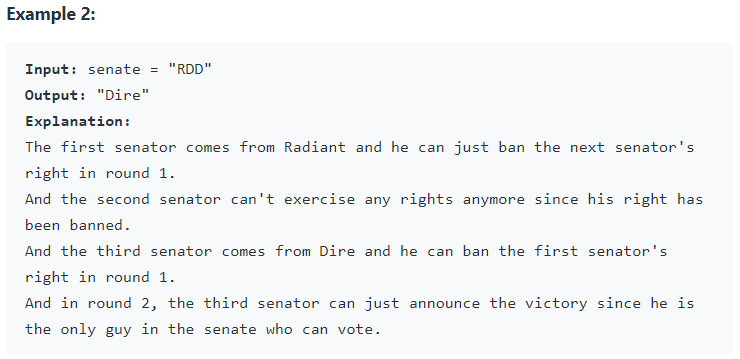 Example 2:
Input: senate = "RDD"
Output: "Dire"
Explanation:
The first senator comes from Radiant and he can just ban the next senator's
right in round 1.
And the second senator can't exercise any rights anymore since his right has
been banned.
And the third senator comes from Dire and he can ban the first senator's
right in round 1.
And in round 2, the third senator can just announce the victory since he is
the only guy in the senate who can vote.